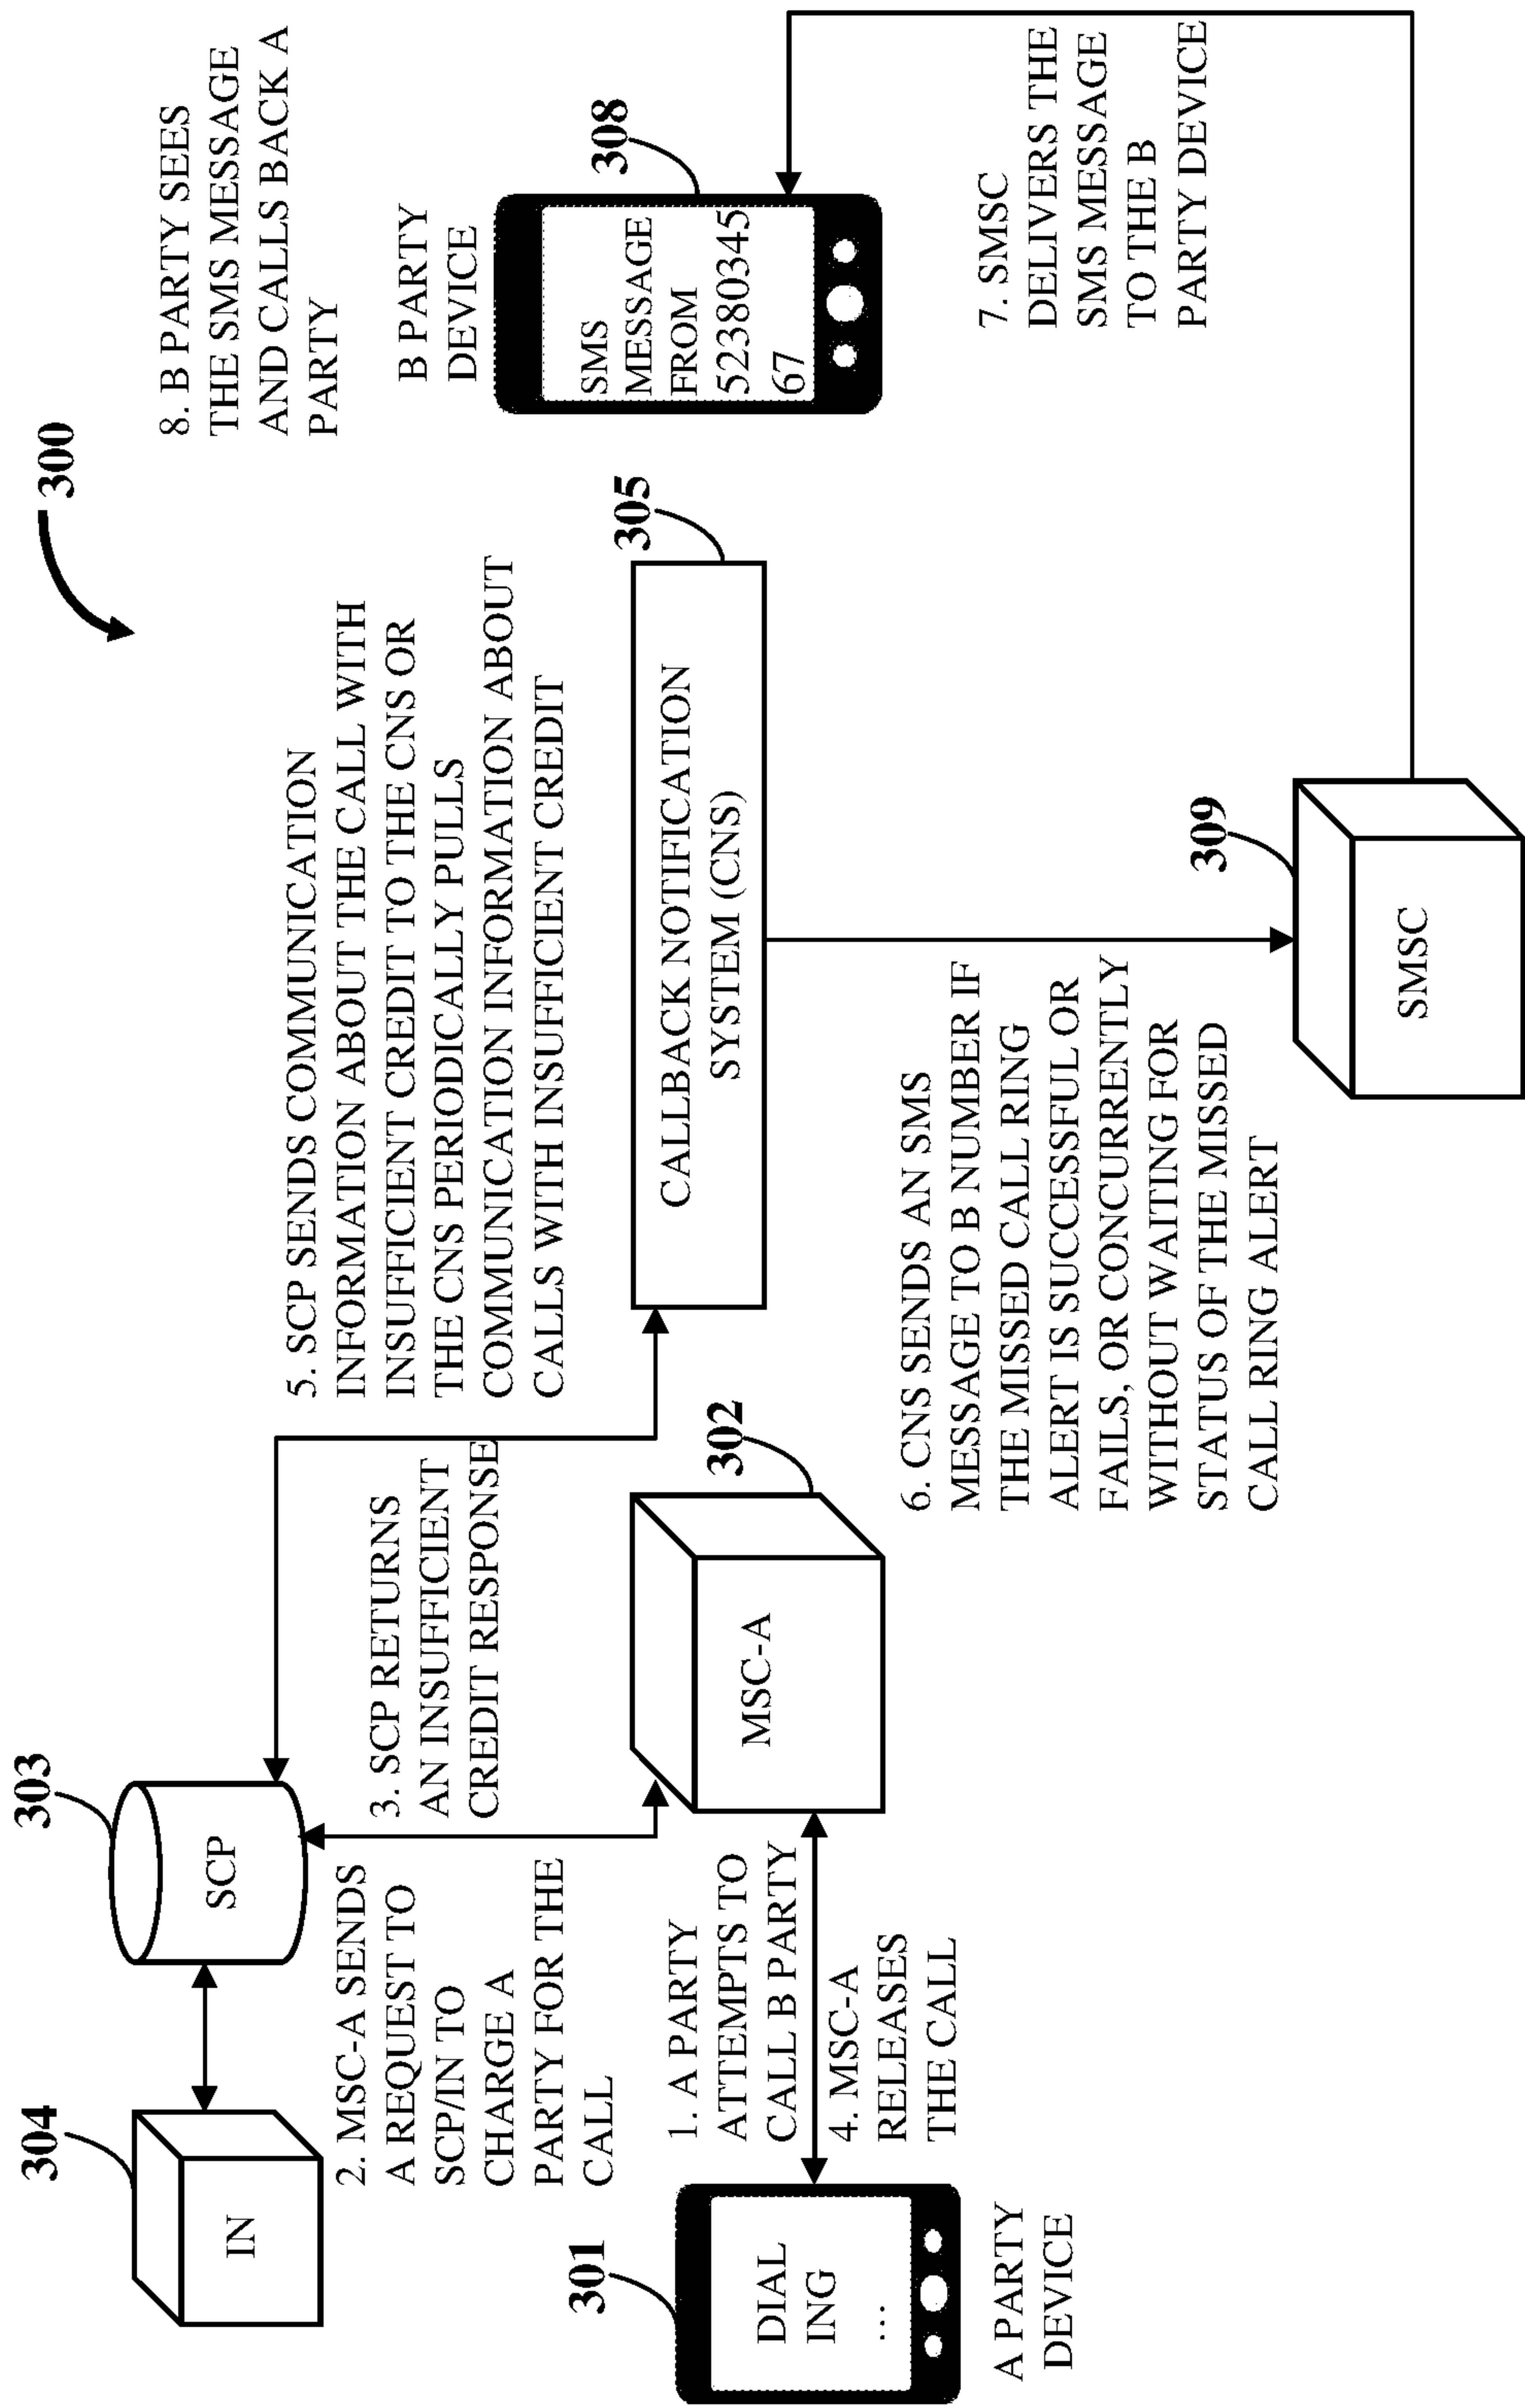 300
304
IN
303
SCP
2. MSC-A SENDS
A REQUEST TO
SCP/IN TO
CHARGE A
PARTY FOR THE
CALL
3. SCP RETURNS
AN INSUFFICIENT
CREDIT RESPONSE
5. SCP SENDS COMMUNICATION
INFORMATION ABOUT THE CALL WITH
INSUFFICIENT CREDIT TO THE CNS OR
THE CNS PERIODICALLY PULLS
COMMUNICATION INFORMATION ABOUT
CALLS WITH INSUFFICIENT CREDIT
8. B PARTY SEES
THE SMS MESSAGE
AND CALLS BACK A
PARTY
B PARTY
DEVICE
308
SMS
MESSAGE
FROM
52380345
67
301
DIAL
ING
...
A PARTY
DEVICE
1. A PARTY
ATTEMPTS TO
CALL B PARTY
4. MSC-A
RELEASES
THE CALL
302
MSC-A
305
CALLBACK NOTIFICATION
SYSTEM (CNS)
6. CNS SENDS AN SMS
MESSAGE TO B NUMBER IF
THE MISSED CALL RING
ALERT IS SUCCESSFUL OR
FAILS, OR CONCURRENTLY
WITHOUT WAITING FOR
STATUS OF THE MISSED
CALL RING ALERT
7. SMSC
DELIVERS THE
SMS MESSAGE
TO THE B
PARTY DEVICE
309
SMSC